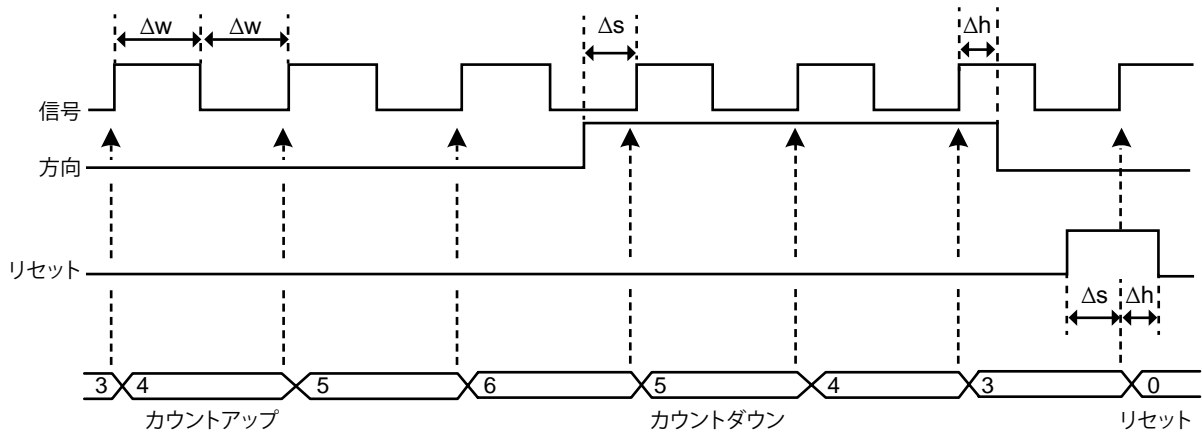 Δw Δw Δs Δh
信号
方向
リセット
Δs Δh
3 4 5 6 5 4 3 0
カウントアップ カウントダウン リセット